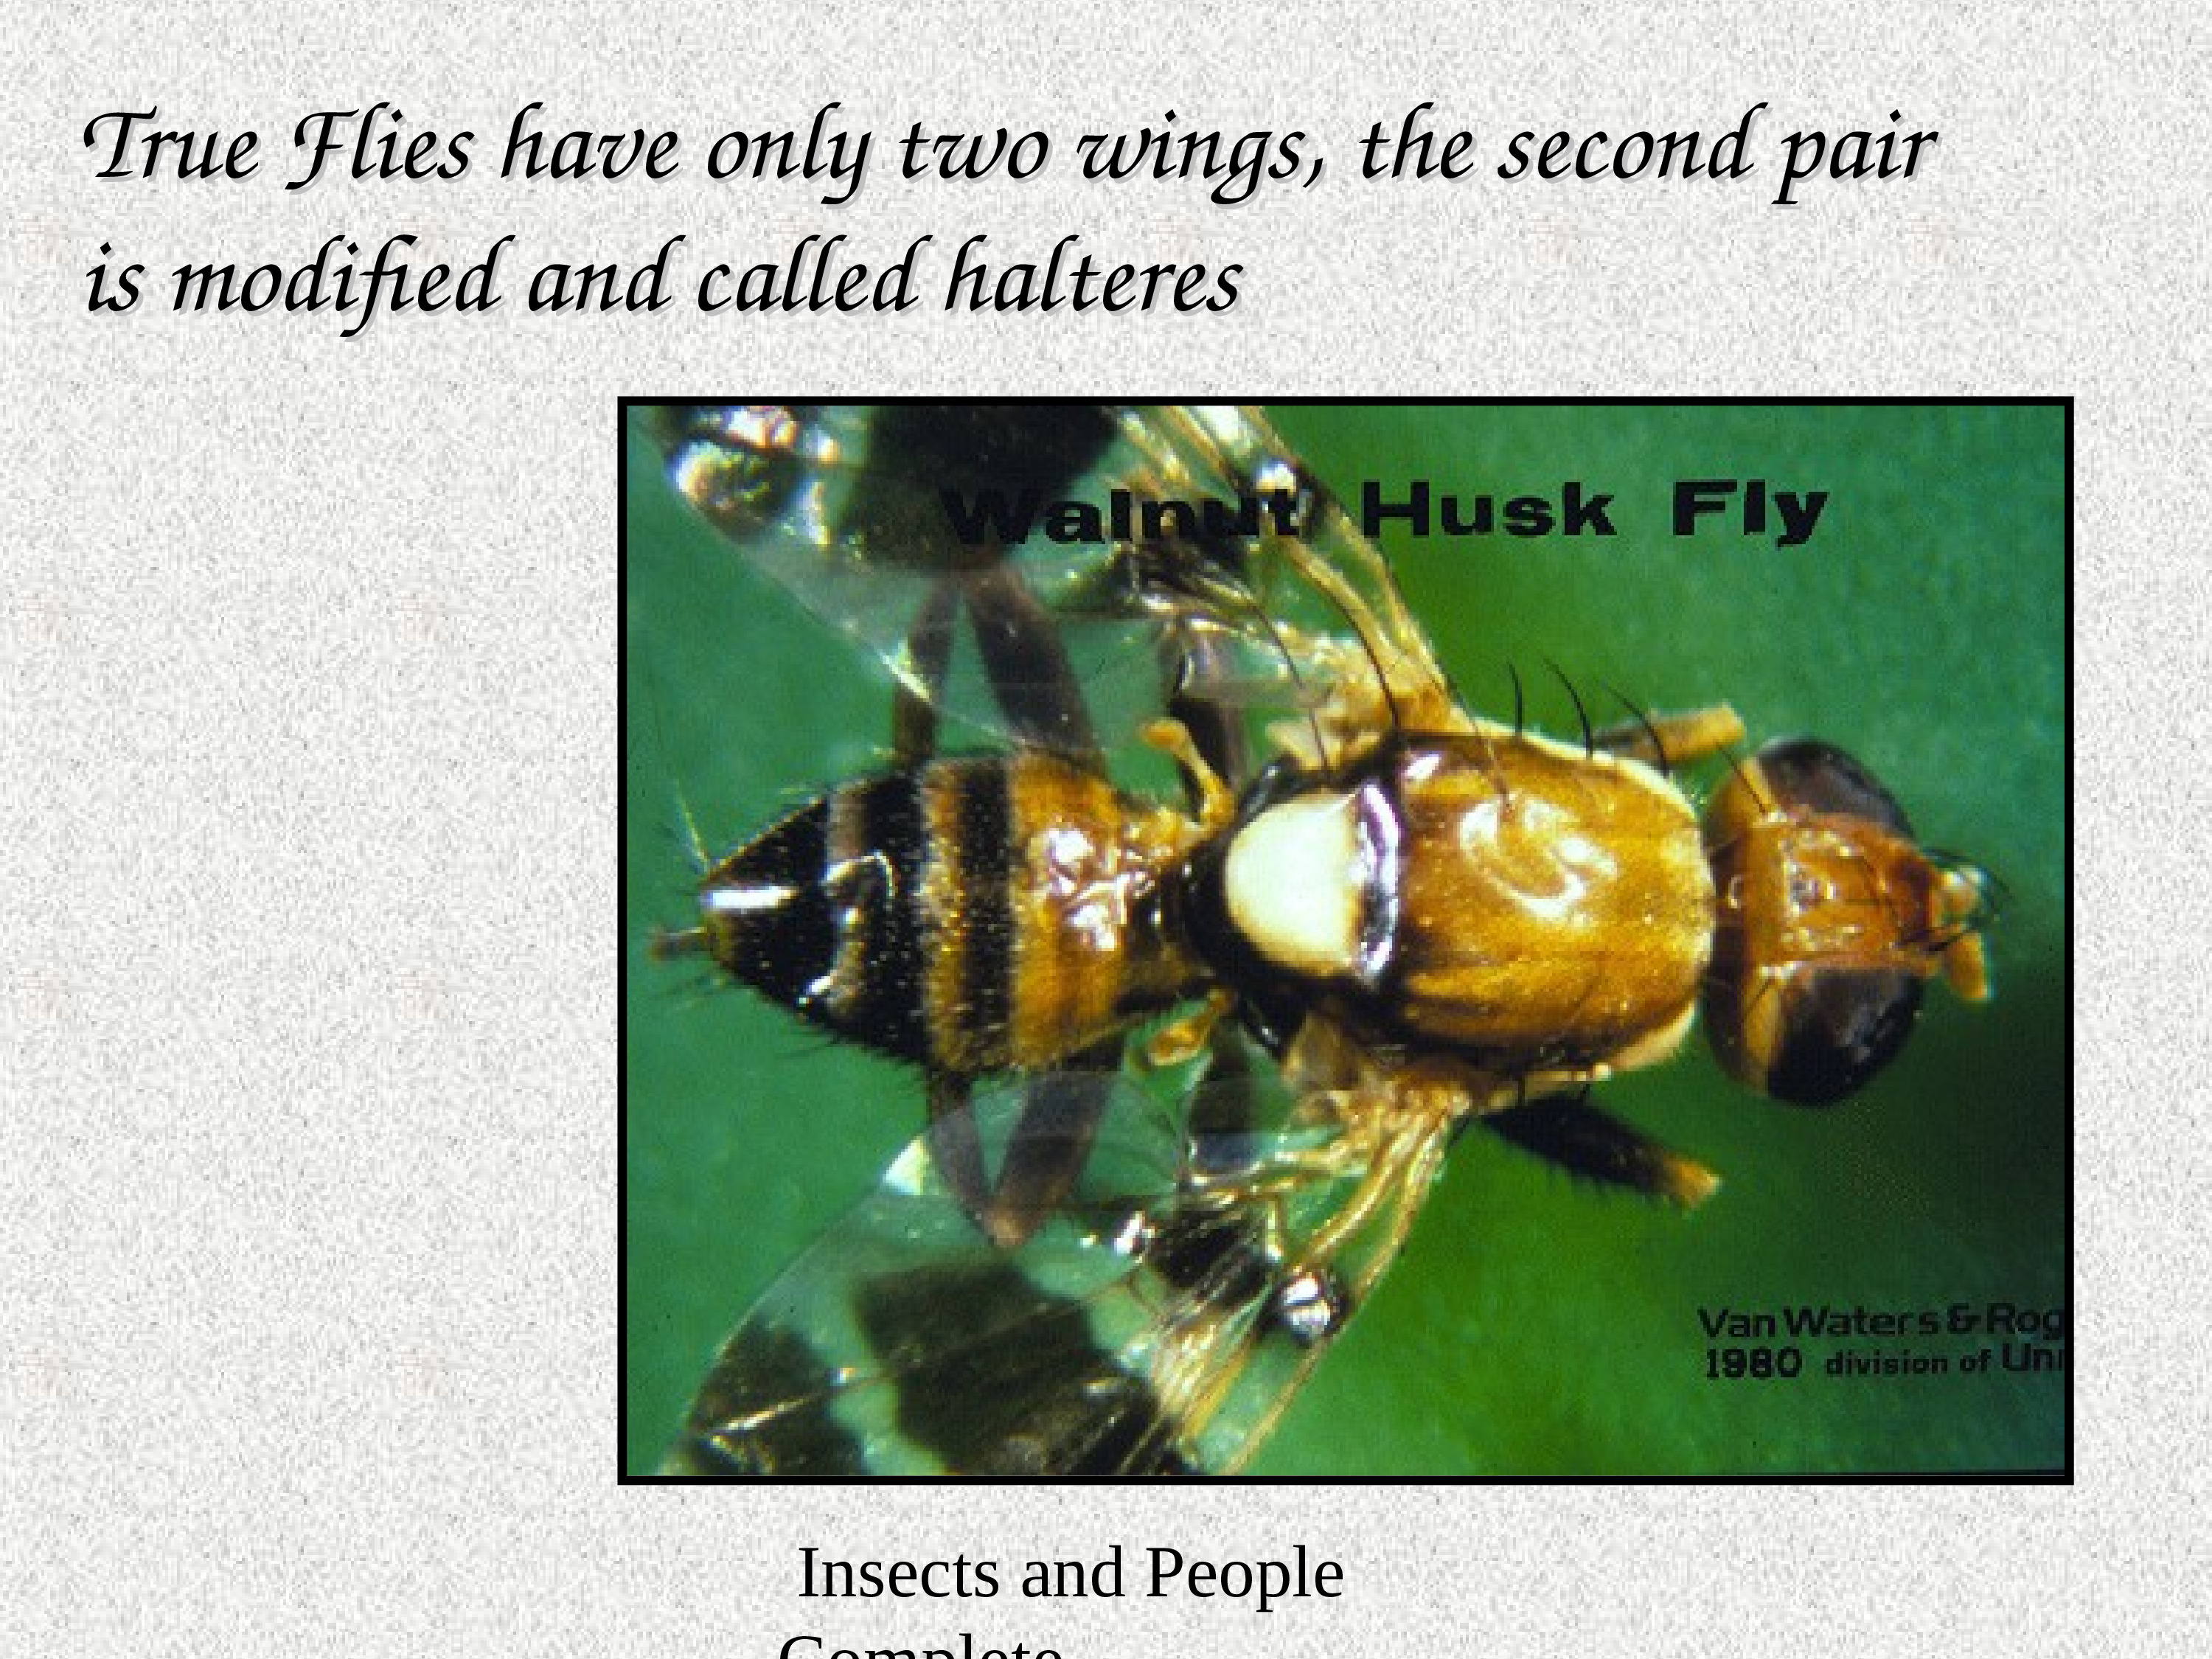 True Flies have only two wings, the second pair
is modified and called halteres
Walnut Husk Fly
Van Waters & Rog
1980 division of Uni
Insects and People
Complete